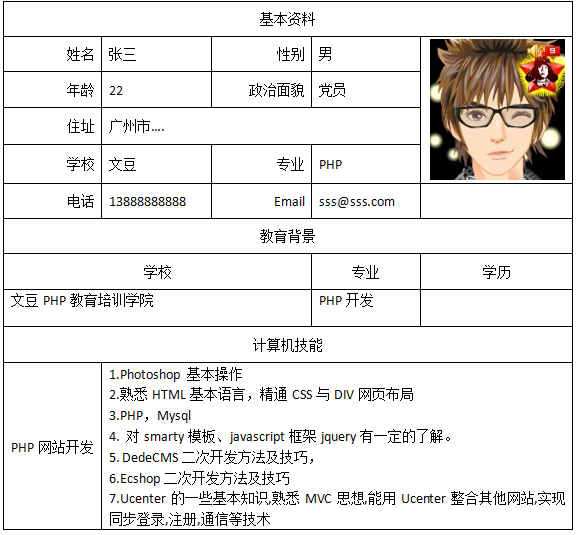 基本资料
姓名 张三 性别 男
年龄 22 政治面貌 党员
住址 广州市....
学校 文豆 专业 PHP
电话 13888888888 Email sss@sss.com
教育背景
学校 专业 学历
文豆 PHP 教育培训学院 PHP 开发
计算机技能
PHP 网站开发
1.Photoshop 基本操作
2.熟悉 HTML 基本语言，精通 CSS 与 DIV 网页布局
3.PHP，Mysql
4. 对 smarty 模板、javascript 框架 jquery 有一定的了解。
5. DedeCMS 二次开发方法及技巧，
6.Ecshop 二次开发方法及技巧
7.Ucenter 的一些基本知识,熟悉 MVC 思想,能用 Ucenter 整合其他网站,实现
同步登录,注册,通信等技术